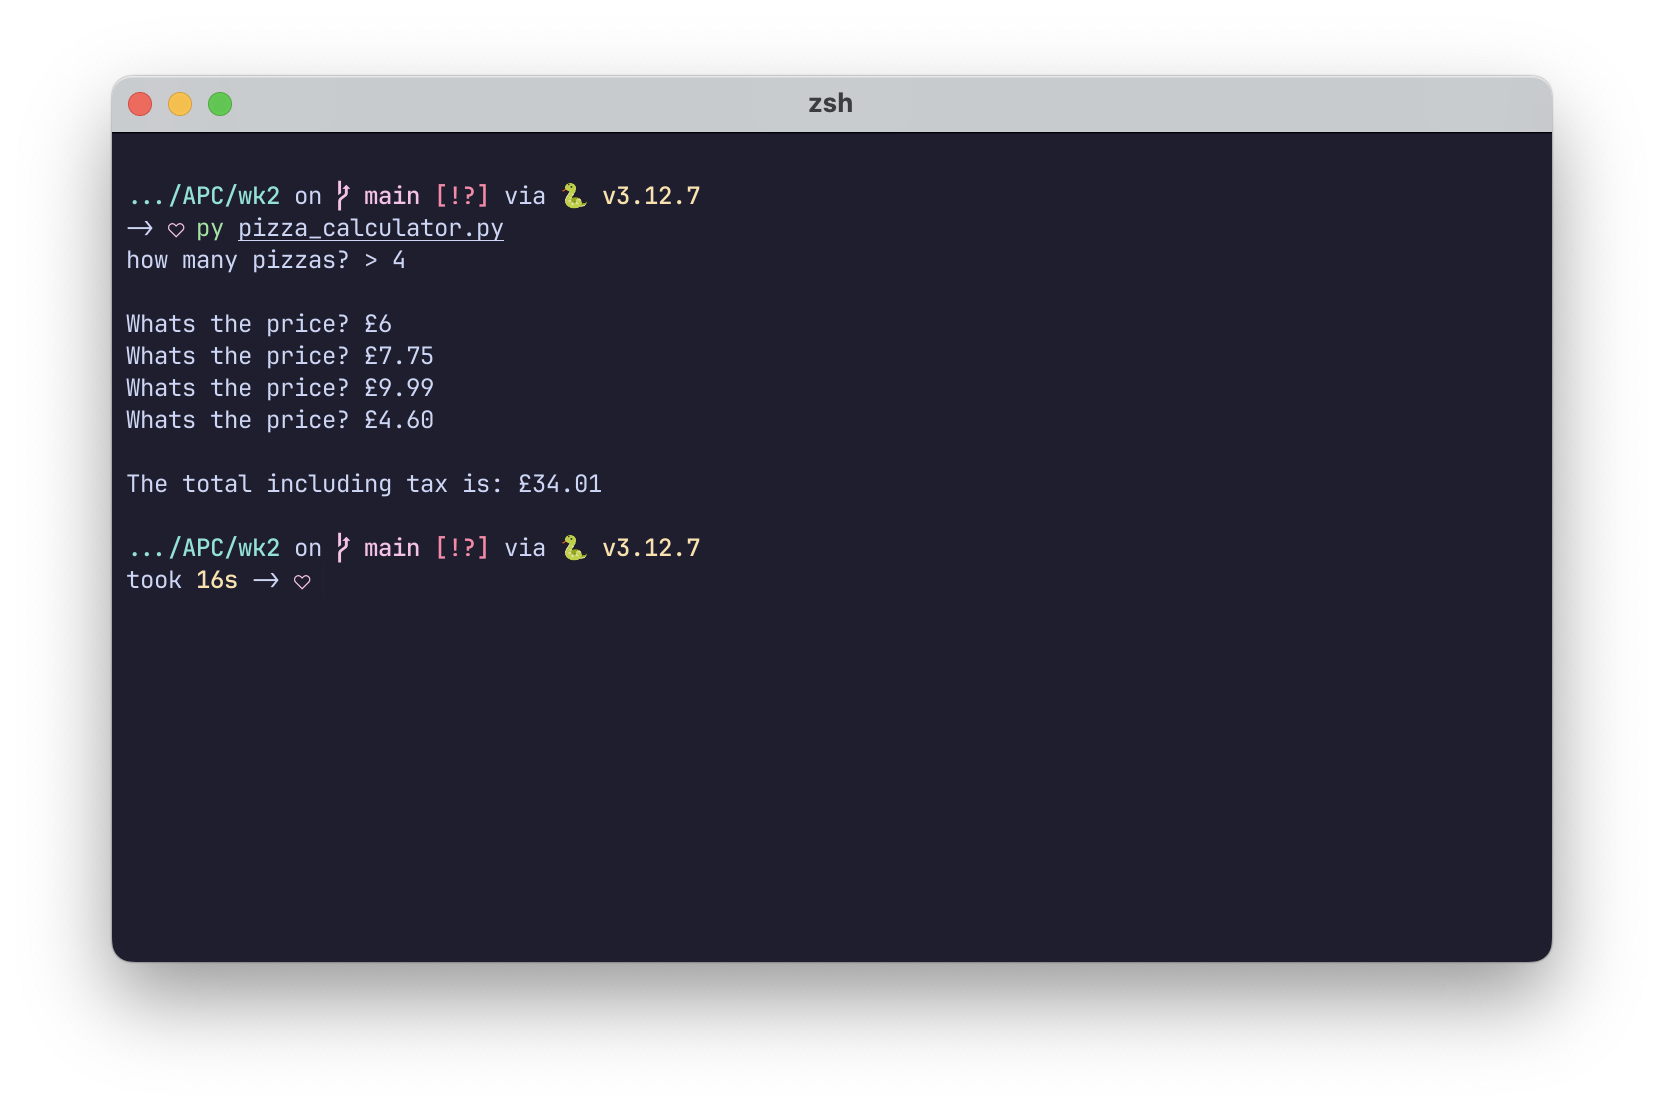 zsh
.../APC/wk2 on main [!?] via 🐍 v3.12.7
→ ♡ py pizza_calculator.py
how many pizzas? > 4
Whats the price? £6
Whats the price? £7.75
Whats the price? £9.99
Whats the price? £4.60
The total including tax is: £34.01
.../APC/wk2 on main [!?] via 🐍 v3.12.7
took 16s → ♡